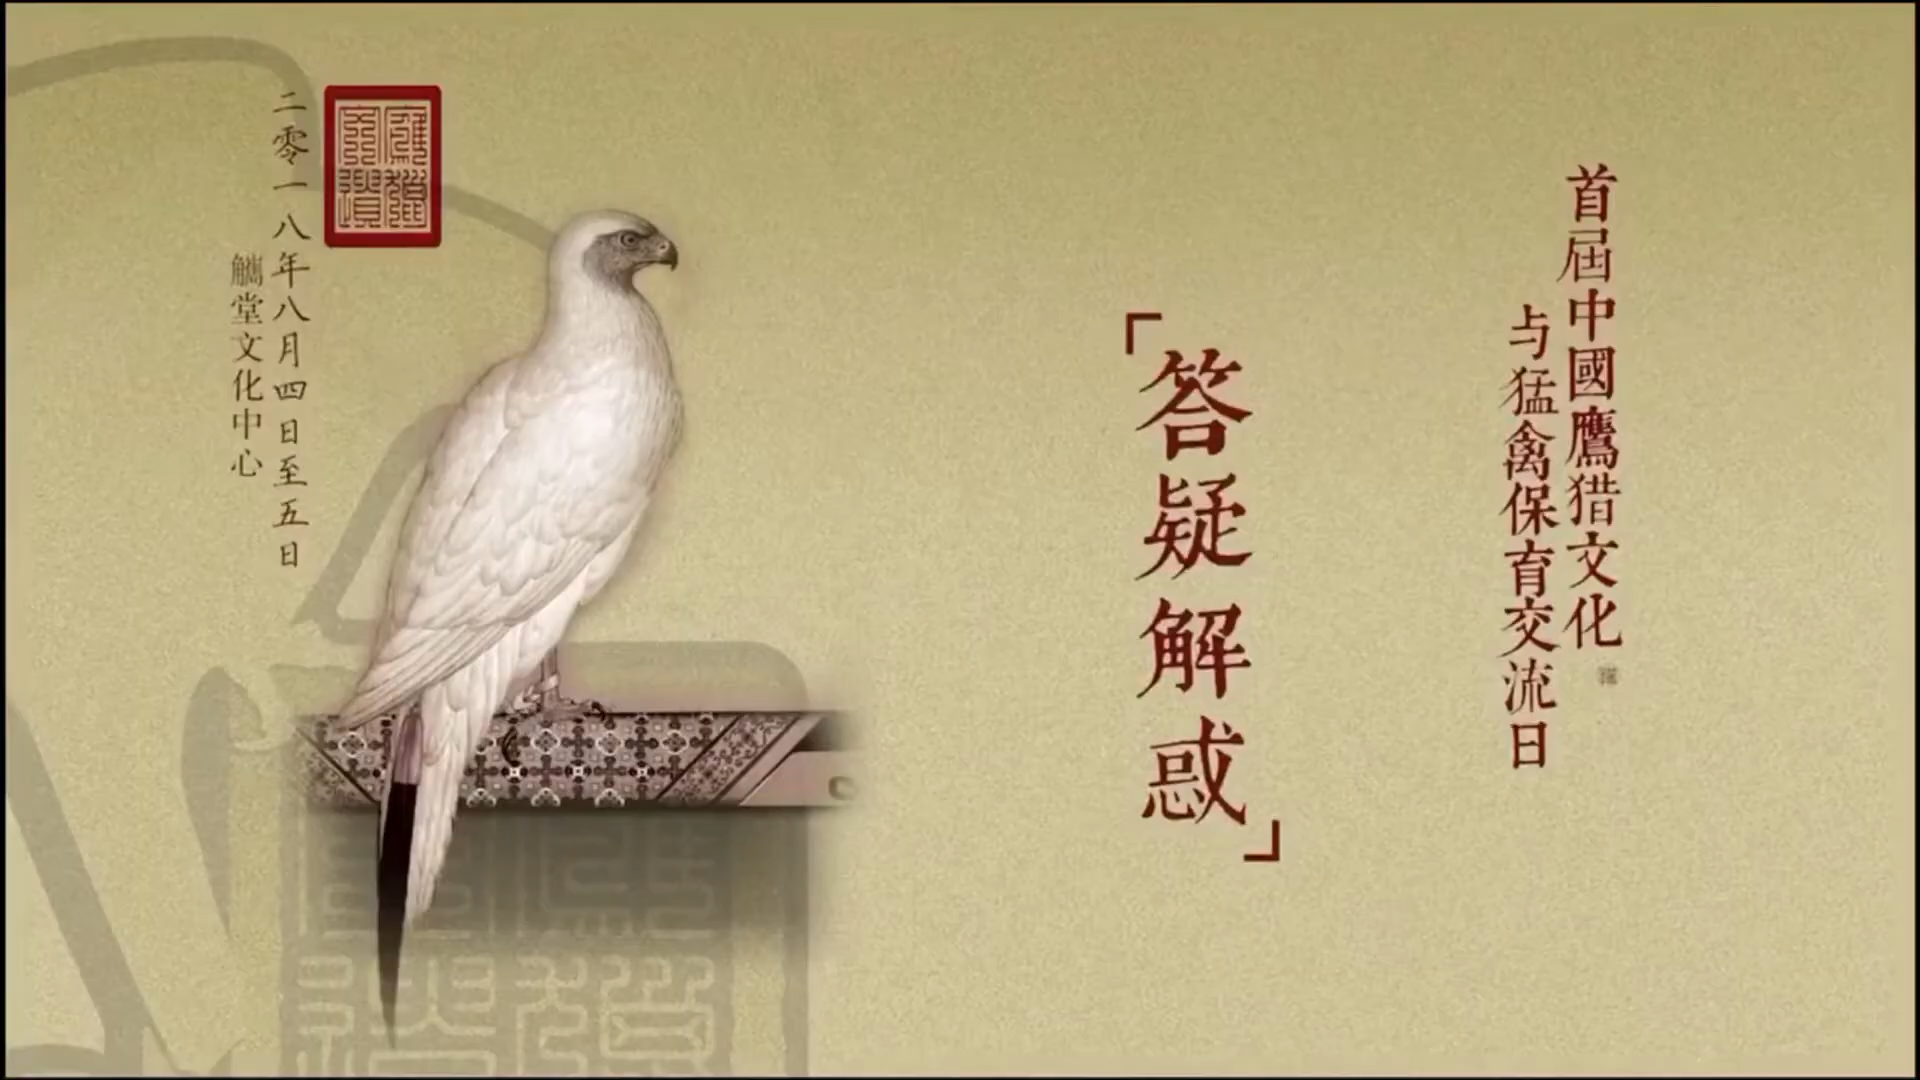 首屆中國鷹猎文化
与猛禽保育交流日
「答疑解惑」
二零一八年八月四日至五日
觿堂文化中心